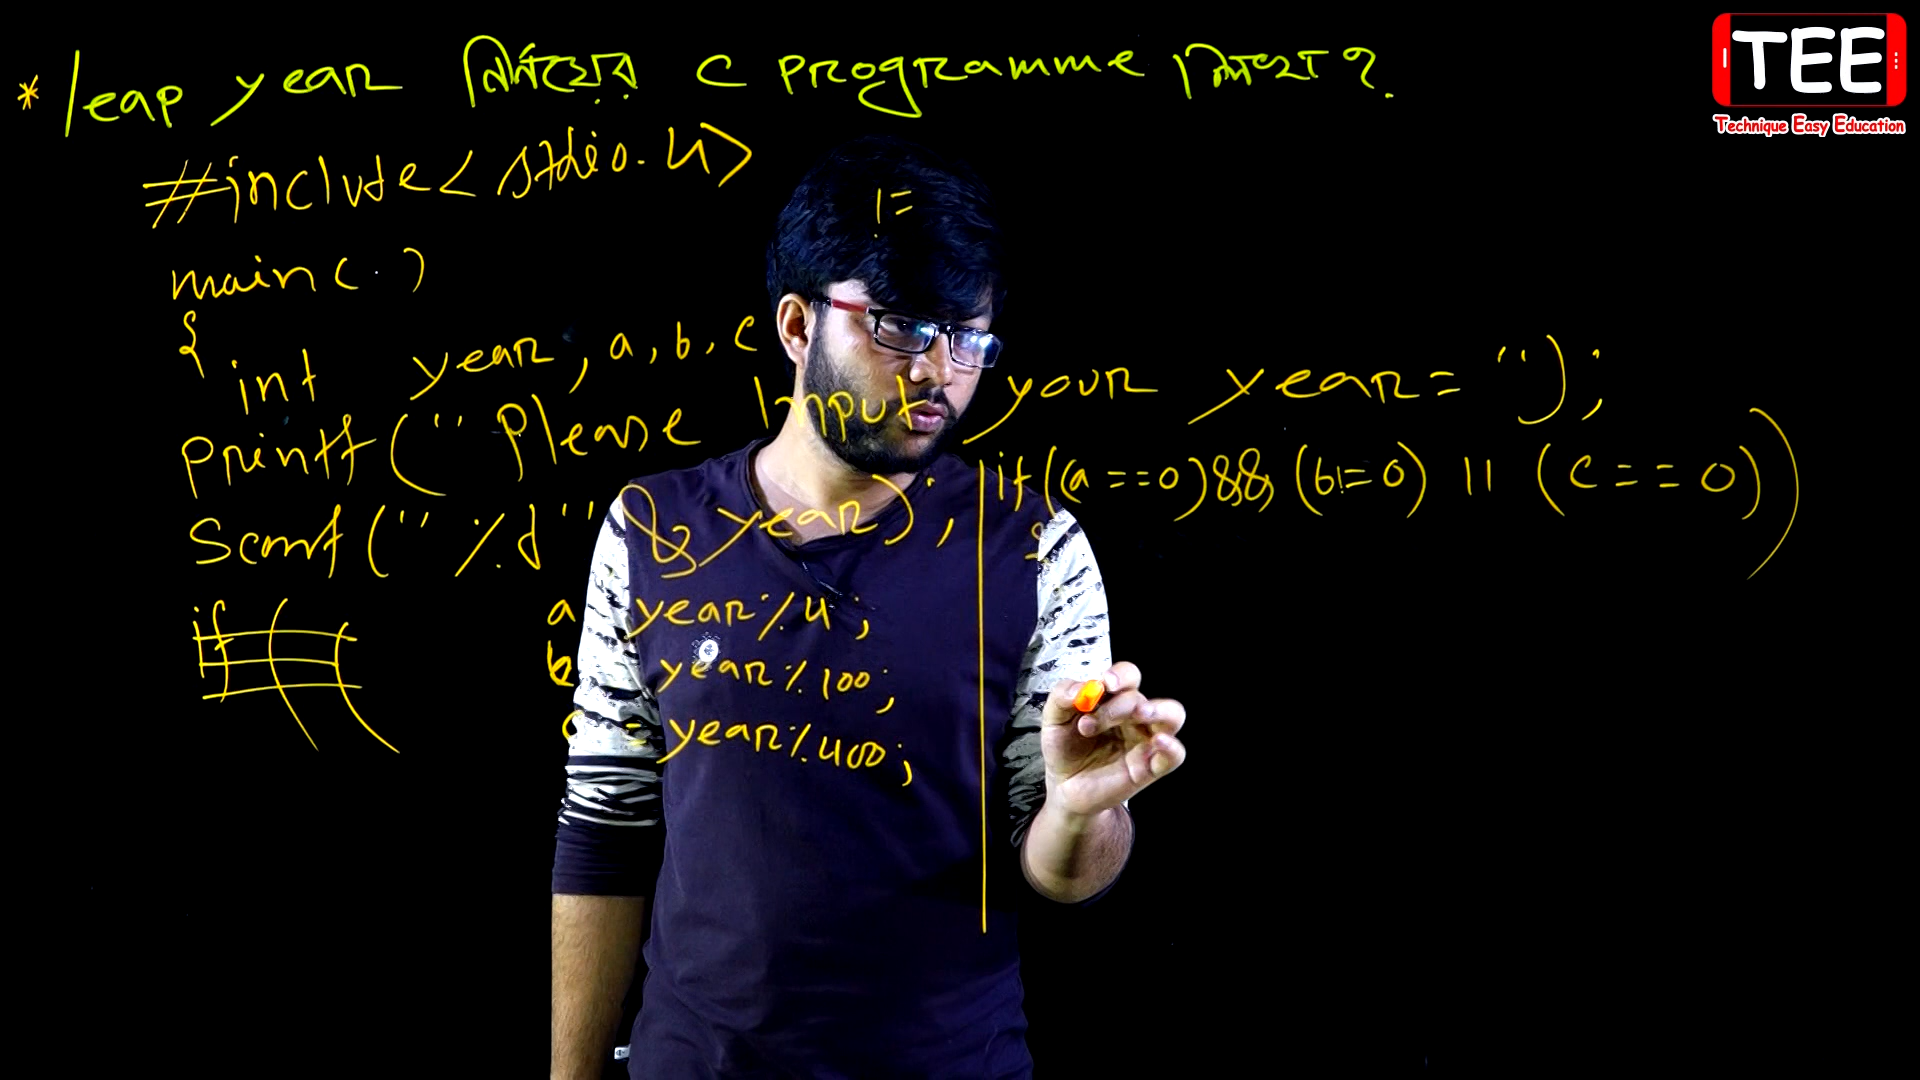 * leap year নির্ণয়ের C programme লিখো?
#include< stdio.h>
main( )
{
int year, a, b, c
printf(" Please Input your year= ");
Scanf(" %d" & year);
a year % 4;
b year % 100;
c = year % 400;
if
!=
if((a ==0)&& (b!=0) || (c == 0))
{
TEE
Technique Easy Education